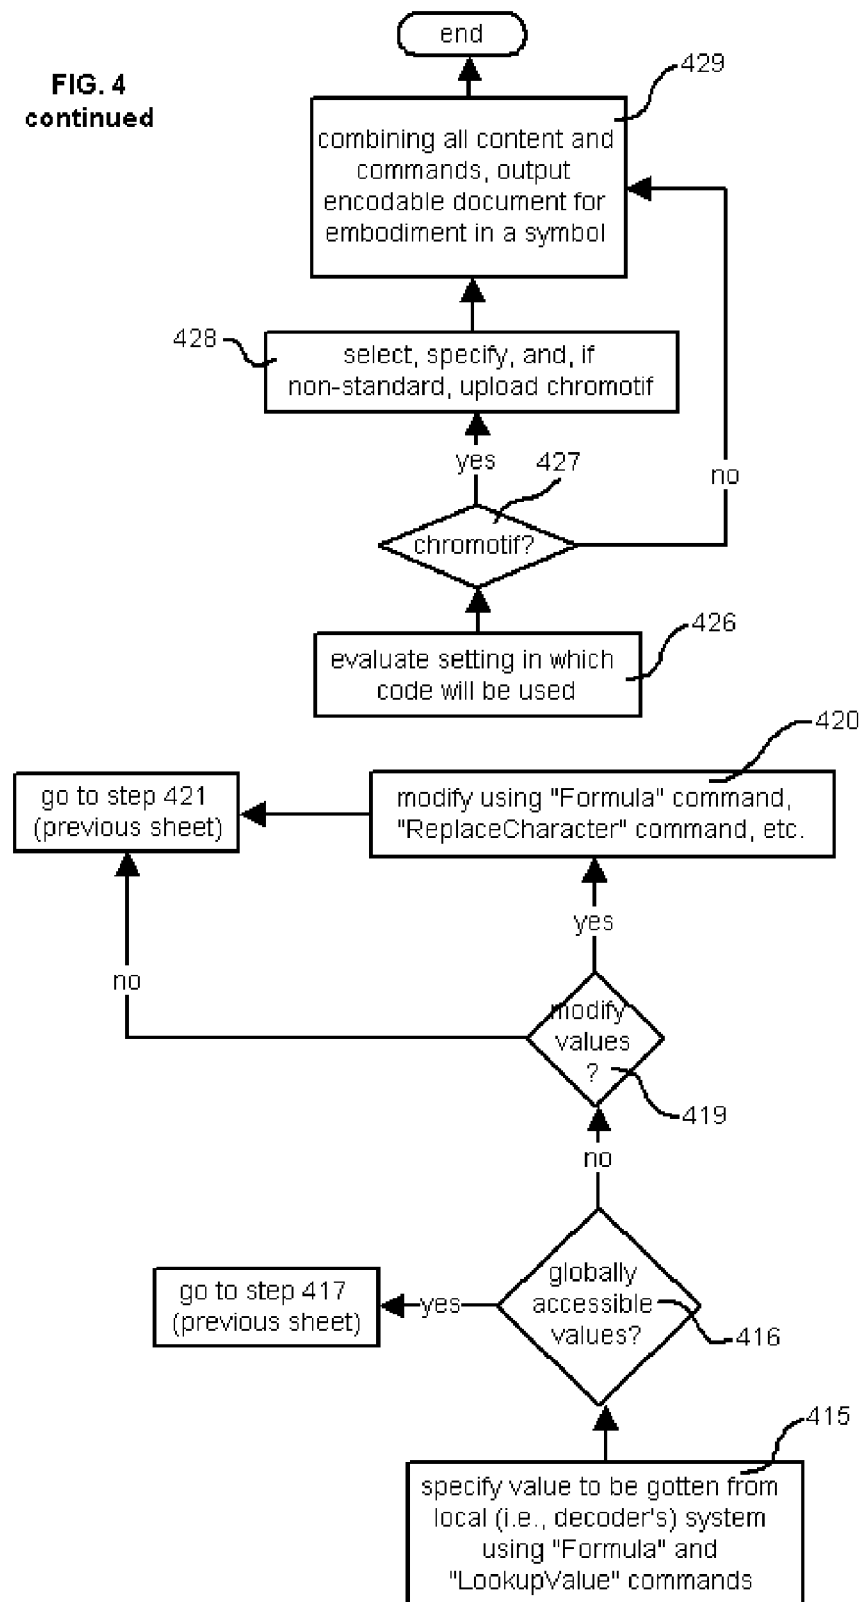 end
FIG. 4
continued
429
combining all content and
commands, output
encodable document for
embodiment in a symbol
428
select, specify, and, if
non-standard, upload chromotif
yes
427
no
chromotif?
426
evaluate setting in which
code will be used
420
go to step 421
(previous sheet)
modify using "Formula" command,
"ReplaceCharacter" command, etc.
yes
no
modify
values
?
419
no
globally
accessible
values?
go to step 417
(previous sheet)
yes
416
415
specify value to be gotten from
local (i.e., decoder's) system
using "Formula" and
"LookupValue" commands